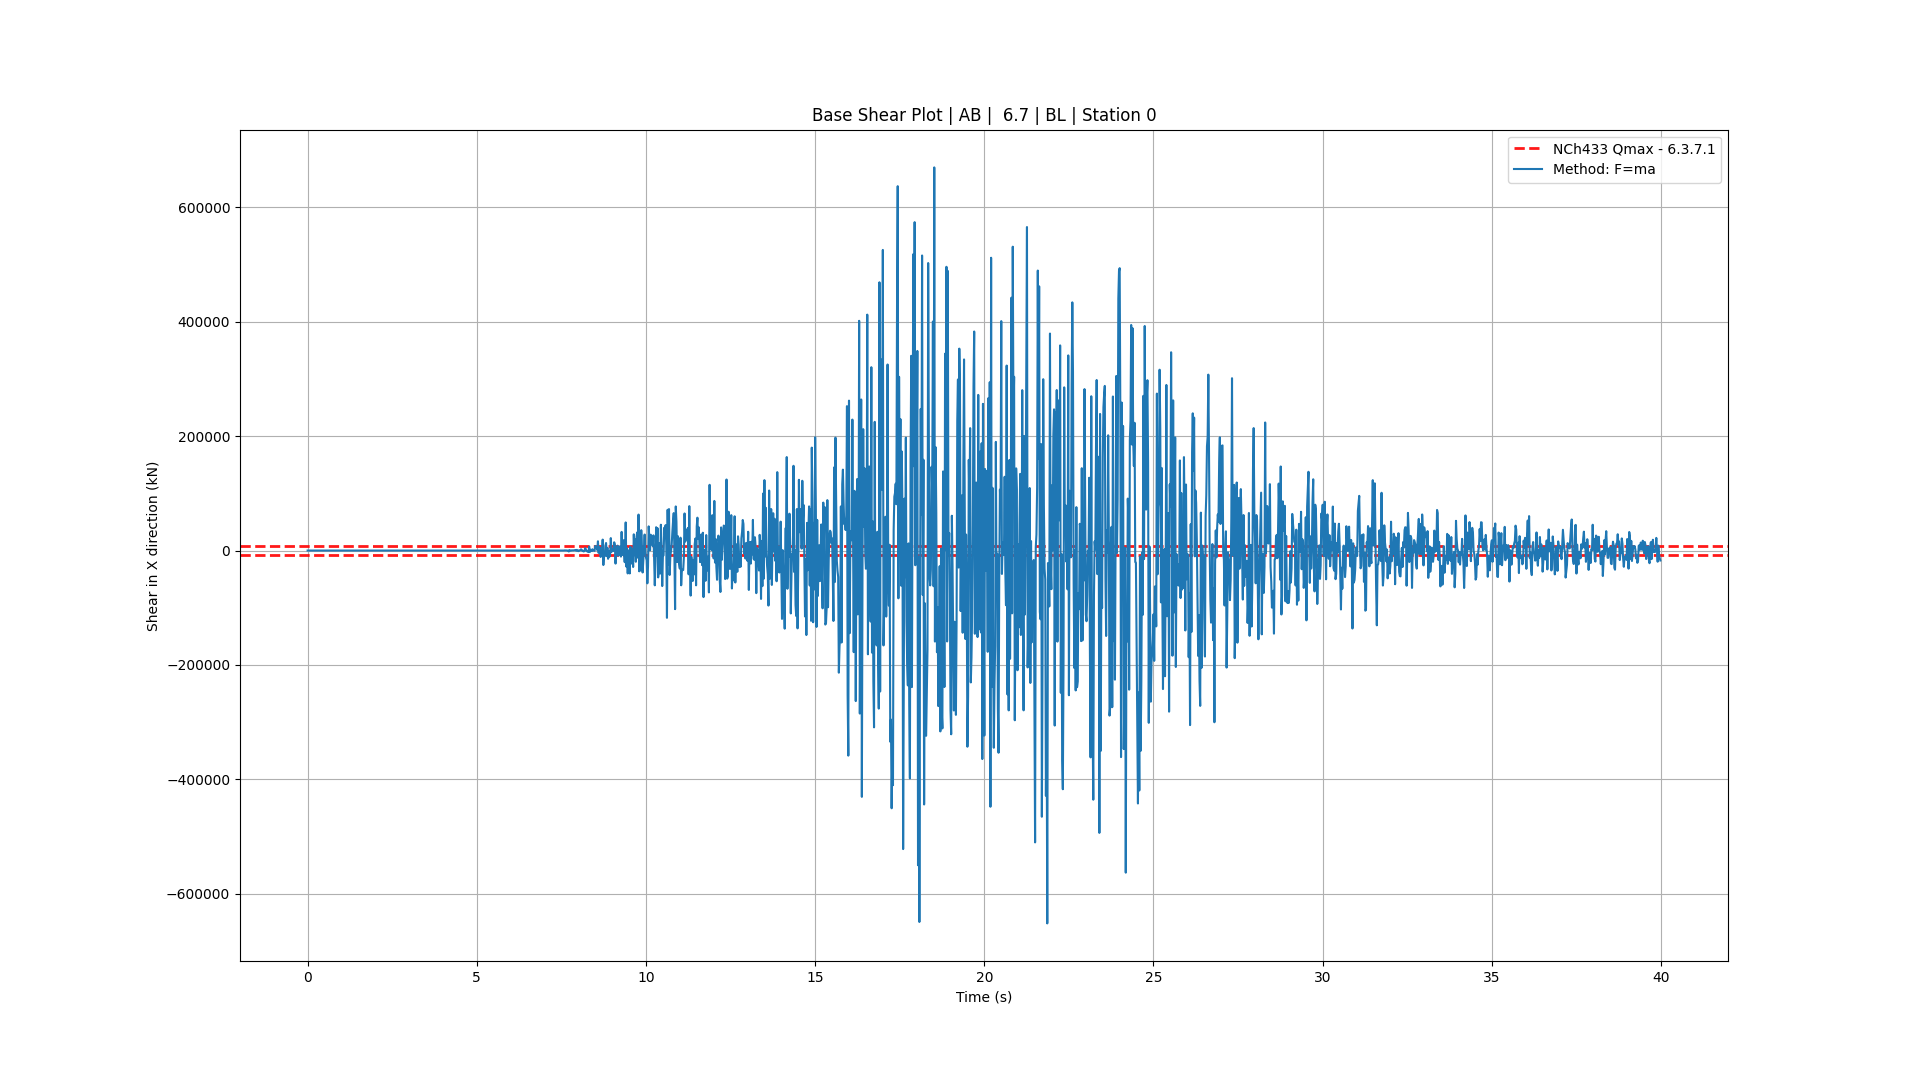 Base Shear Plot | AB |  6.7 | BL | Station 0
NCh433 Qmax - 6.3.7.1
Method: F=ma
Shear in X direction (kN)
600000
400000
200000
0
−200000
−400000
−600000
0 5 10 15 20 25 30 35 40
Time (s)